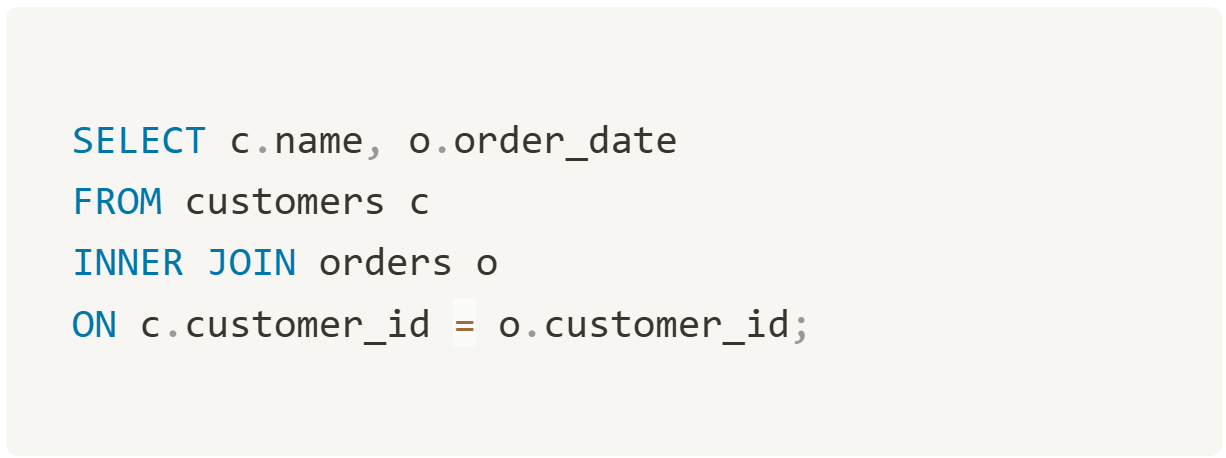 SELECT c.name, o.order_date
FROM customers c
INNER JOIN orders o
ON c.customer_id = o.customer_id;